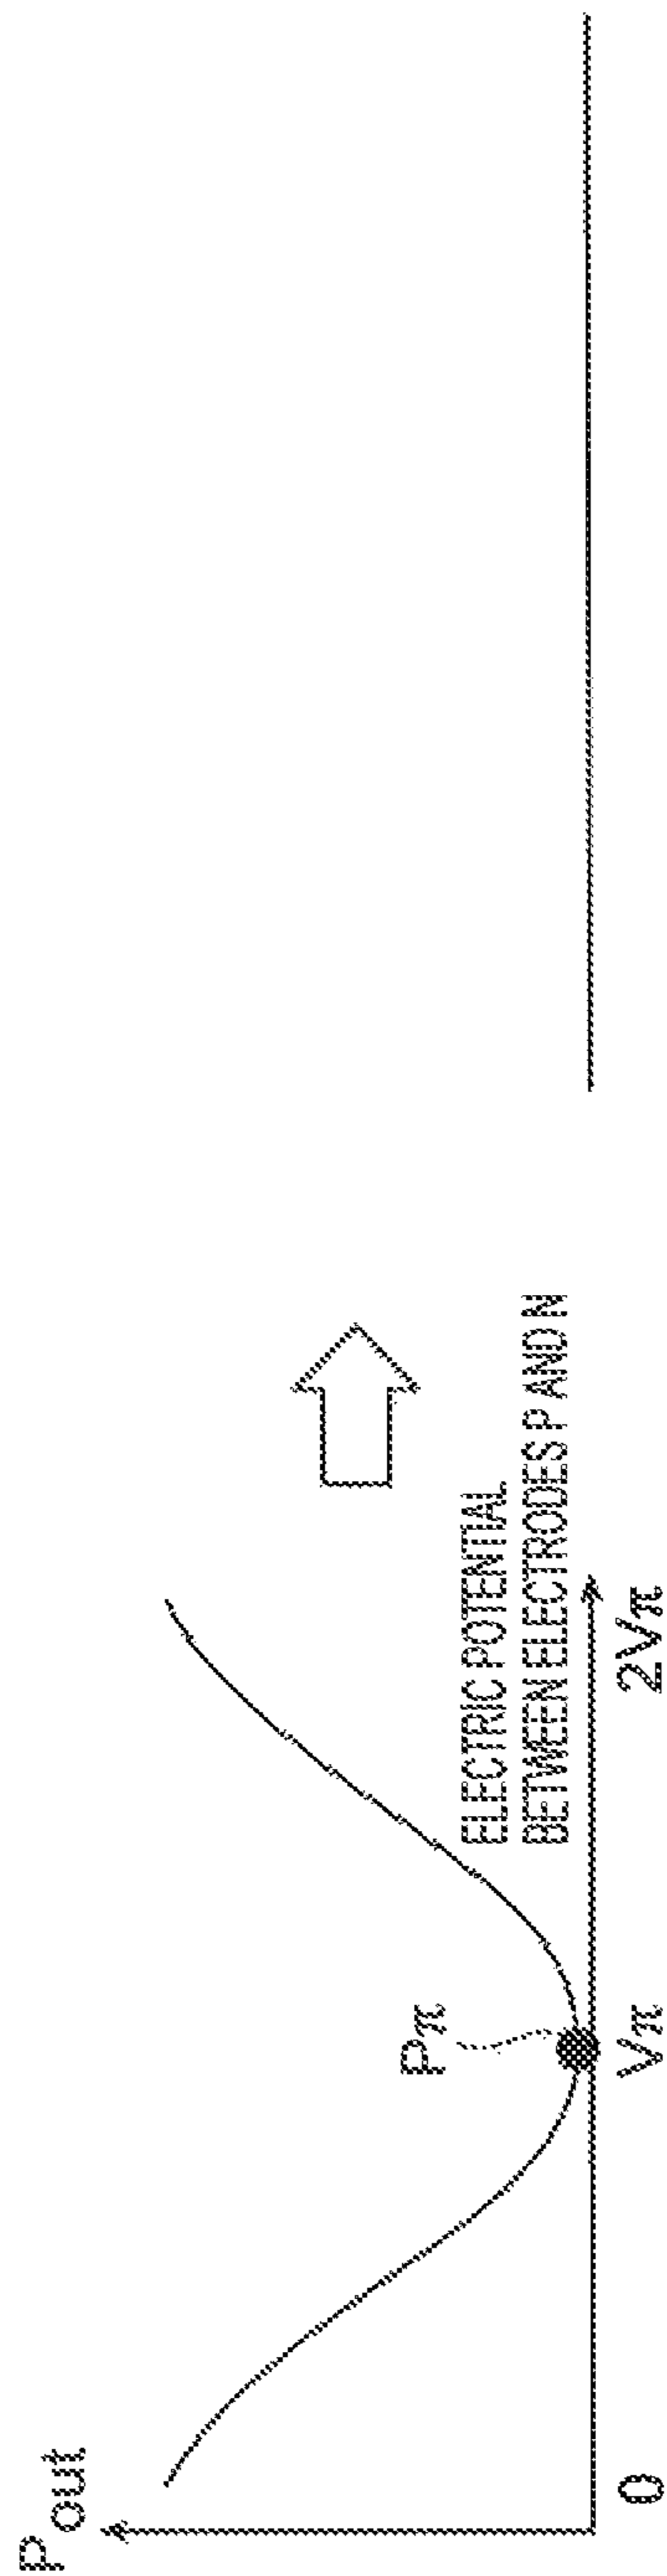 Pout
Pπ
ELECTRIC POTENTIAL
BETWEEN ELECTRODES P AND N
0
Vπ
2Vπ